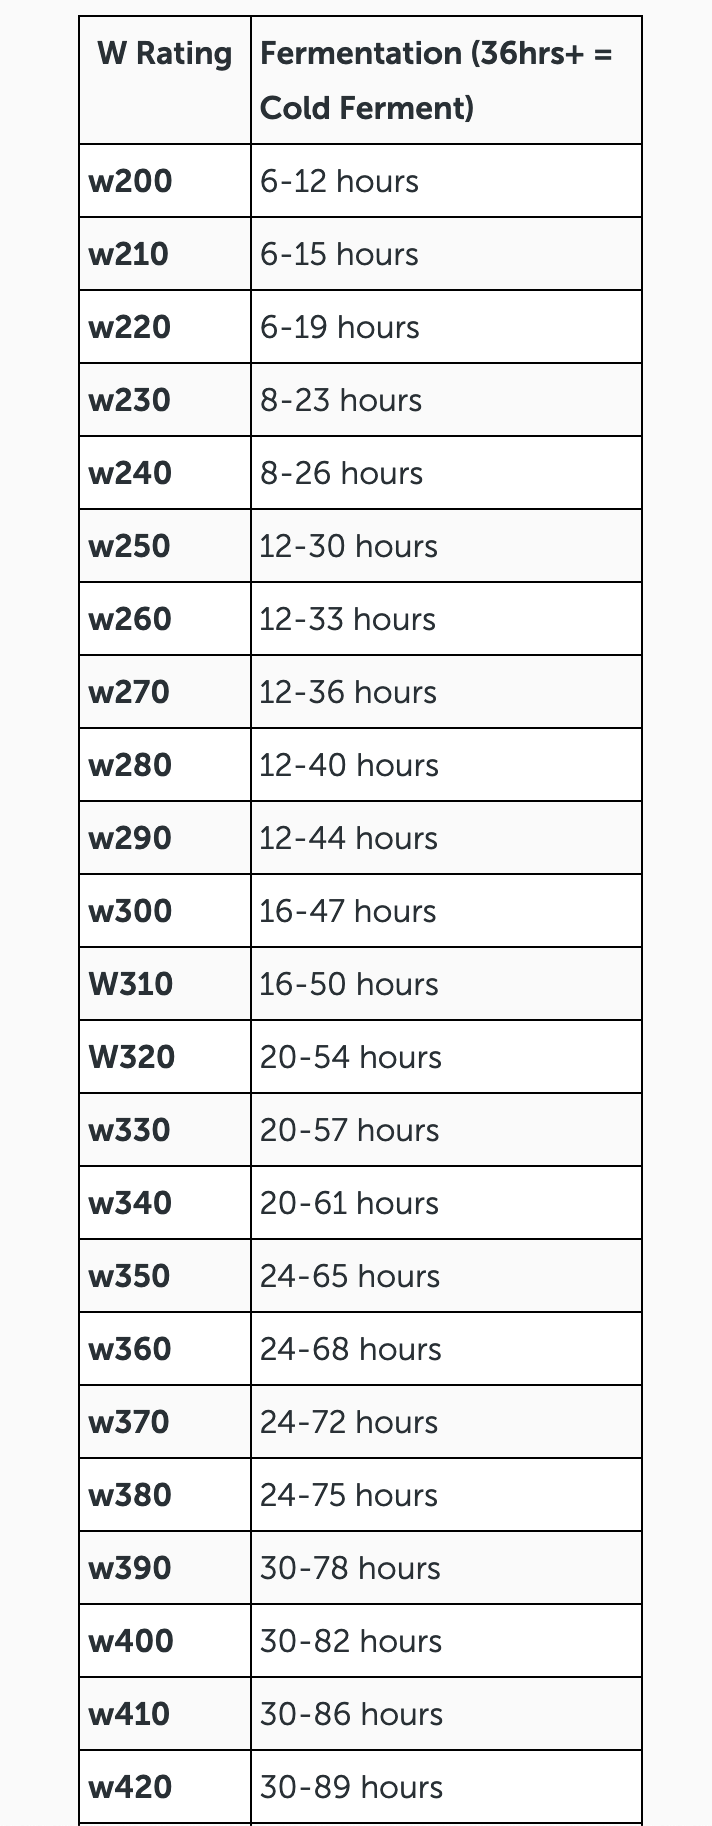 W Rating
Fermentation (36hrs+ =
Cold Ferment)
w200 6-12 hours
w210 6-15 hours
w220 6-19 hours
w230 8-23 hours
w240 8-26 hours
w250 12-30 hours
w260 12-33 hours
w270 12-36 hours
w280 12-40 hours
w290 12-44 hours
w300 16-47 hours
W310 16-50 hours
W320 20-54 hours
w330 20-57 hours
w340 20-61 hours
w350 24-65 hours
w360 24-68 hours
w370 24-72 hours
w380 24-75 hours
w390 30-78 hours
w400 30-82 hours
w410 30-86 hours
w420 30-89 hours